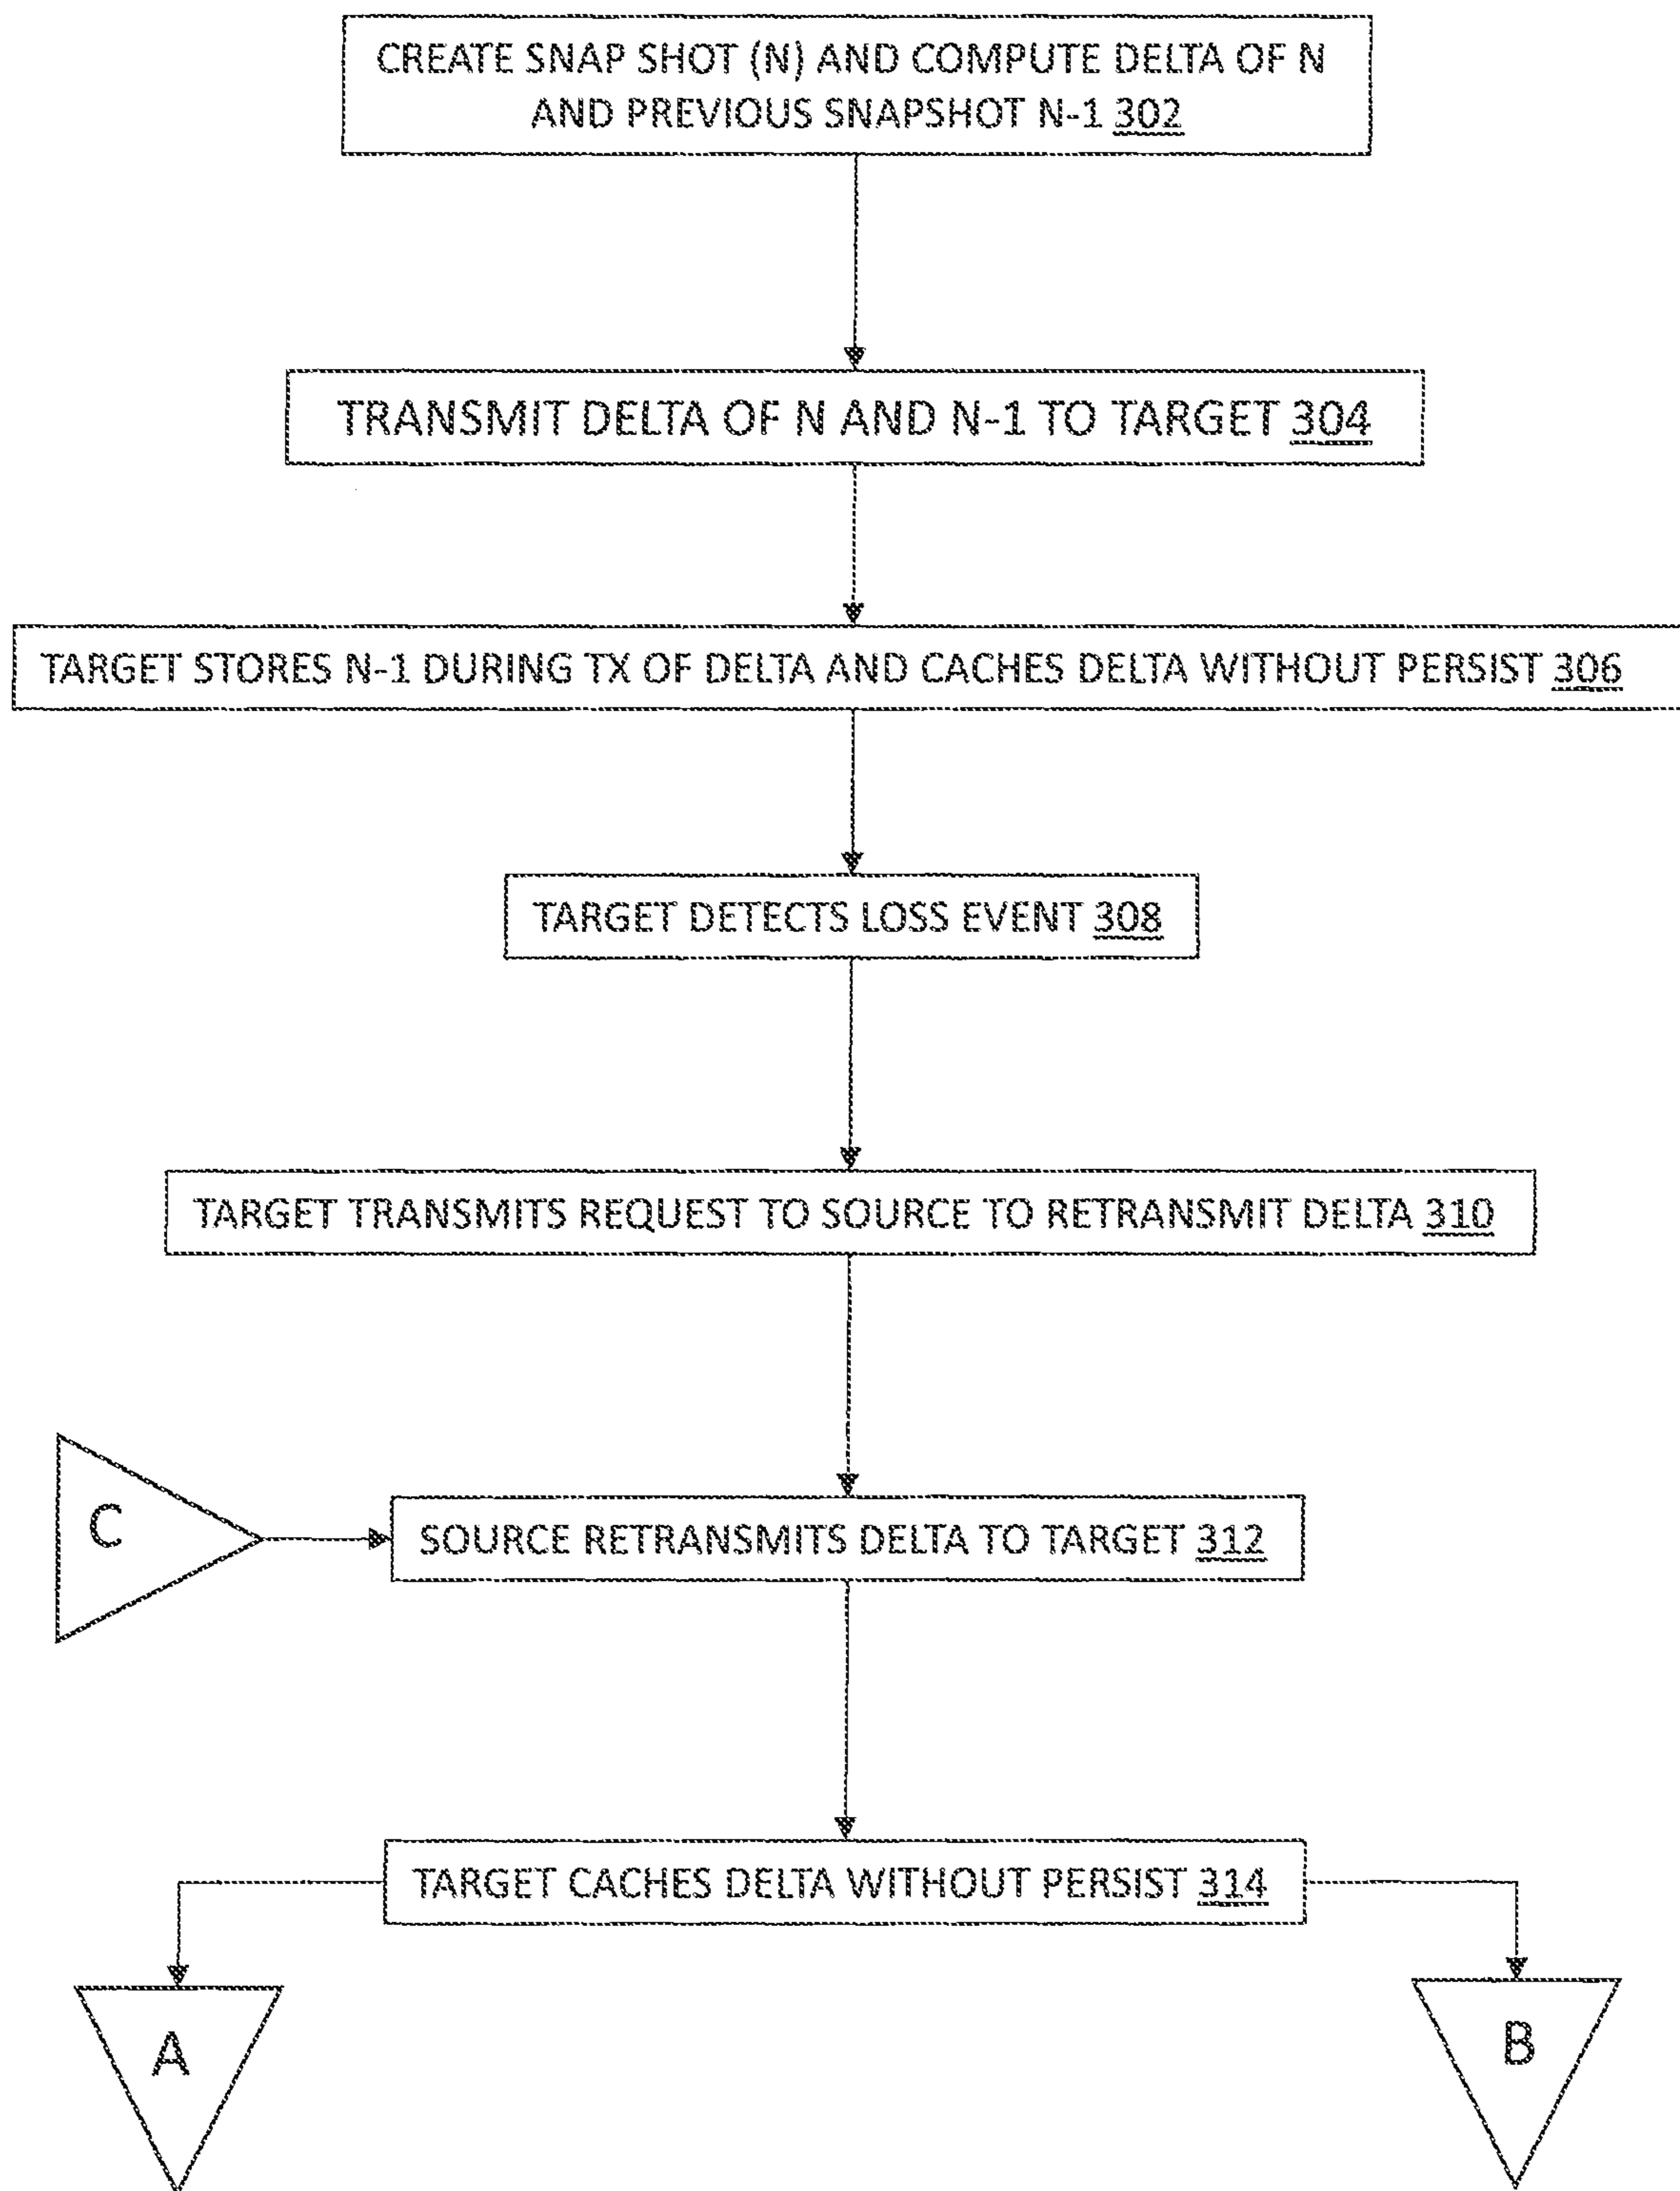 CREATE SNAP SHOT (N) AND COMPUTE DELTA OF N
AND PREVIOUS SNAPSHOT N-1 302
TRANSMIT DELTA OF N AND N-1 TO TARGET 304
TARGET STORES N-1 DURING TX OF DELTA AND CACHES DELTA WITHOUT PERSIST 306
TARGET DETECTS LOSS EVENT 308
TARGET TRANSMITS REQUEST TO SOURCE TO RETRANSMIT DELTA 310
C
SOURCE RETRANSMITS DELTA TO TARGET 312
TARGET CACHES DELTA WITHOUT PERSIST 314
A
B